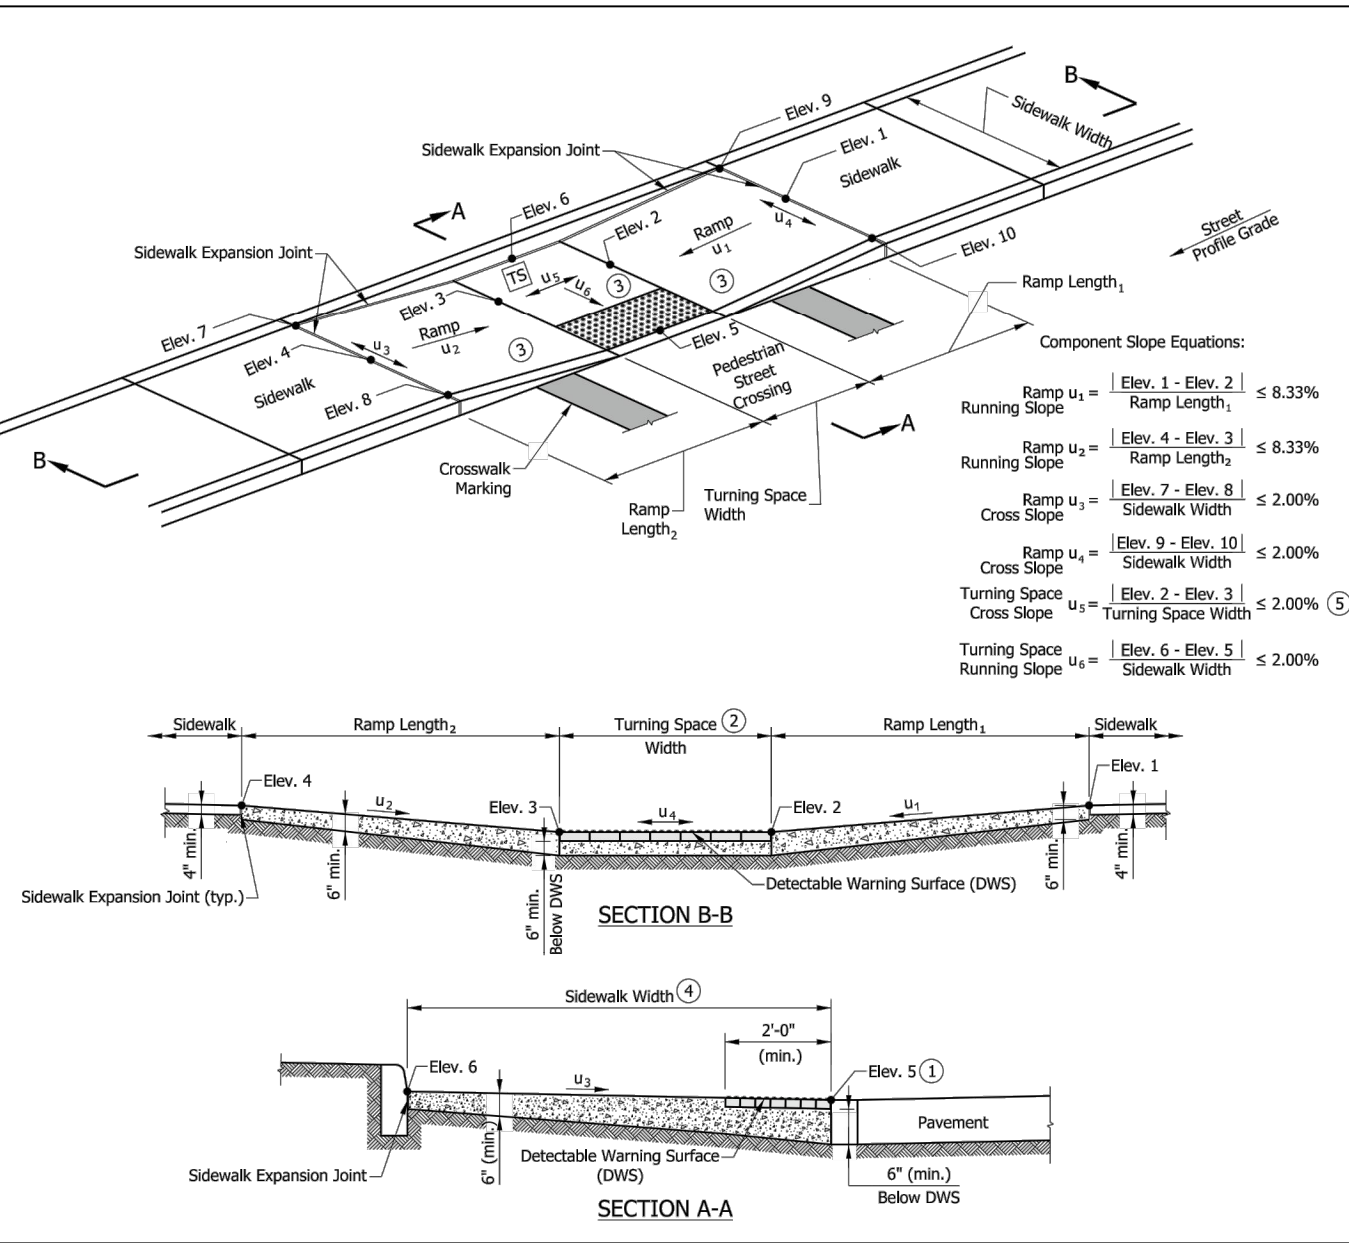 B
Sidewalk Width
Elev. 9
Elev. 1
Sidewalk
Sidewalk Expansion Joint
A
Elev. 6
Elev. 2
u4
Ramp
u1
3
Elev. 10
Street
Profile Grade
Sidewalk Expansion Joint
TS
u5
u6
3
Ramp Length1
Elev. 3
Ramp
u2
3
Elev. 7
Elev. 4
u3
Sidewalk
Elev. 8
Elev. 5
Pedestrian
Street
Crossing
A
B
Crosswalk
Marking
Ramp
Length2
Turning Space
Width
Component Slope Equations:
Ramp u1 = | Elev. 1 - Elev. 2 | ≤ 8.33%
Running Slope Ramp Length1
Ramp u2 = | Elev. 4 - Elev. 3 | ≤ 8.33%
Running Slope Ramp Length2
Ramp u3 = | Elev. 7 - Elev. 8 | ≤ 2.00%
Cross Slope Sidewalk Width
Ramp u4 = |Elev. 9 - Elev. 10| ≤ 2.00%
Cross Slope Sidewalk Width
Turning Space u5 = | Elev. 2 - Elev. 3 | ≤ 2.00% 5
Cross Slope Turning Space Width
Turning Space u6 = | Elev. 6 - Elev. 5 | ≤ 2.00%
Running Slope Sidewalk Width
Sidewalk Ramp Length2 Turning Space 2 Ramp Length1 Sidewalk
Width
Elev. 4
u2
Elev. 3
u4
Elev. 2
u1
Elev. 1
4" min.
6" min.
6" min.
Below DWS
6" min.
4" min.
Sidewalk Expansion Joint (typ.)
Detectable Warning Surface (DWS)
SECTION B-B
Sidewalk Width 4
2'-0"
(min.)
Elev. 6
u3
Elev. 5 1
Pavement
6" (min.)
Sidewalk Expansion Joint
Detectable Warning Surface
(DWS)
6" (min.)
Below DWS
SECTION A-A